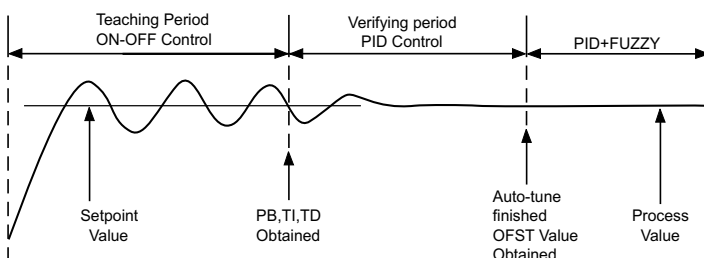 Teaching Period
ON-OFF Control
Verifying period
PID Control
PID+FUZZY
Setpoint
Value
PB,TI,TD
Obtained
Auto-tune
finished
OFST Value
Obtained
Process
Value